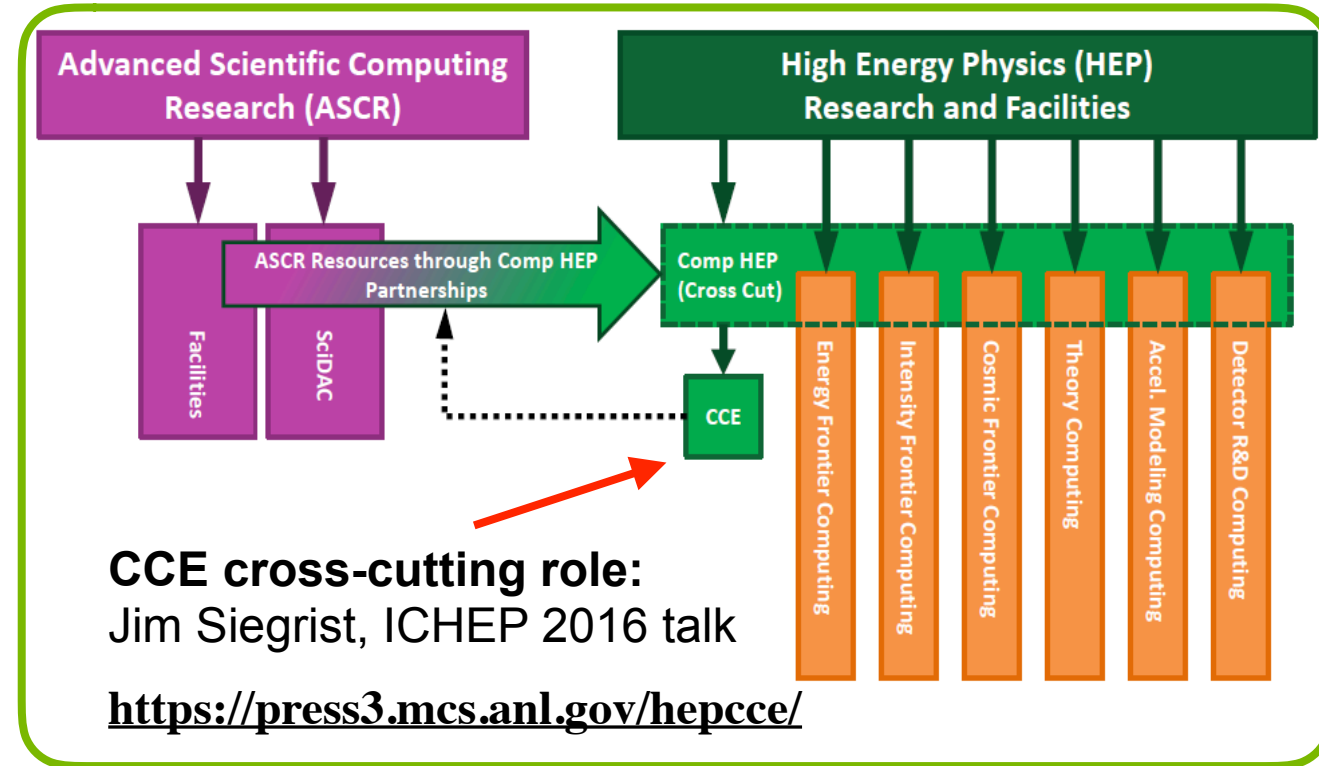 Advanced Scientific Computing
Research (ASCR)
High Energy Physics (HEP)
Research and Facilities
Facilities
SciDAC
ASCR Resources through Comp HEP
Partnerships
Comp HEP
(Cross Cut)
CCE
Energy Frontier Computing
Intensity Frontier Computing
Cosmic Frontier Computing
Theory Computing
Accel. Modeling Computing
Detector R&D Computing
CCE cross-cutting role:
Jim Siegrist, ICHEP 2016 talk
https://press3.mcs.anl.gov/hepcce/